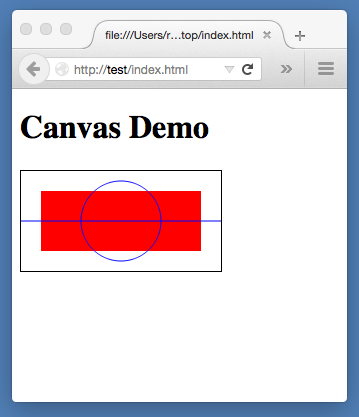 file:///Users/r...top/index.html
http://test/index.html
Canvas Demo